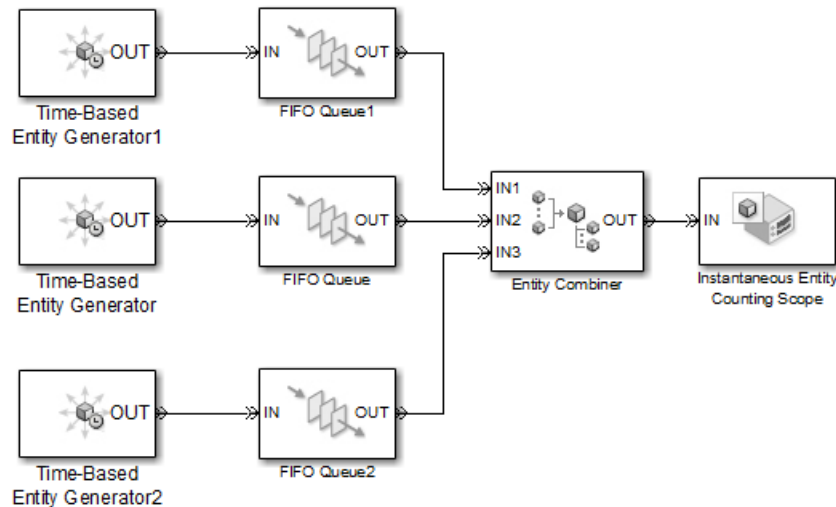 OUT
Time-Based
Entity Generator1
IN OUT
FIFO Queue1
OUT
Time-Based
Entity Generator
IN OUT
FIFO Queue
OUT
Time-Based
Entity Generator2
IN OUT
FIFO Queue2
IN1
IN2
IN3
OUT
Entity Combiner
IN
Instantaneous Entity
Counting Scope